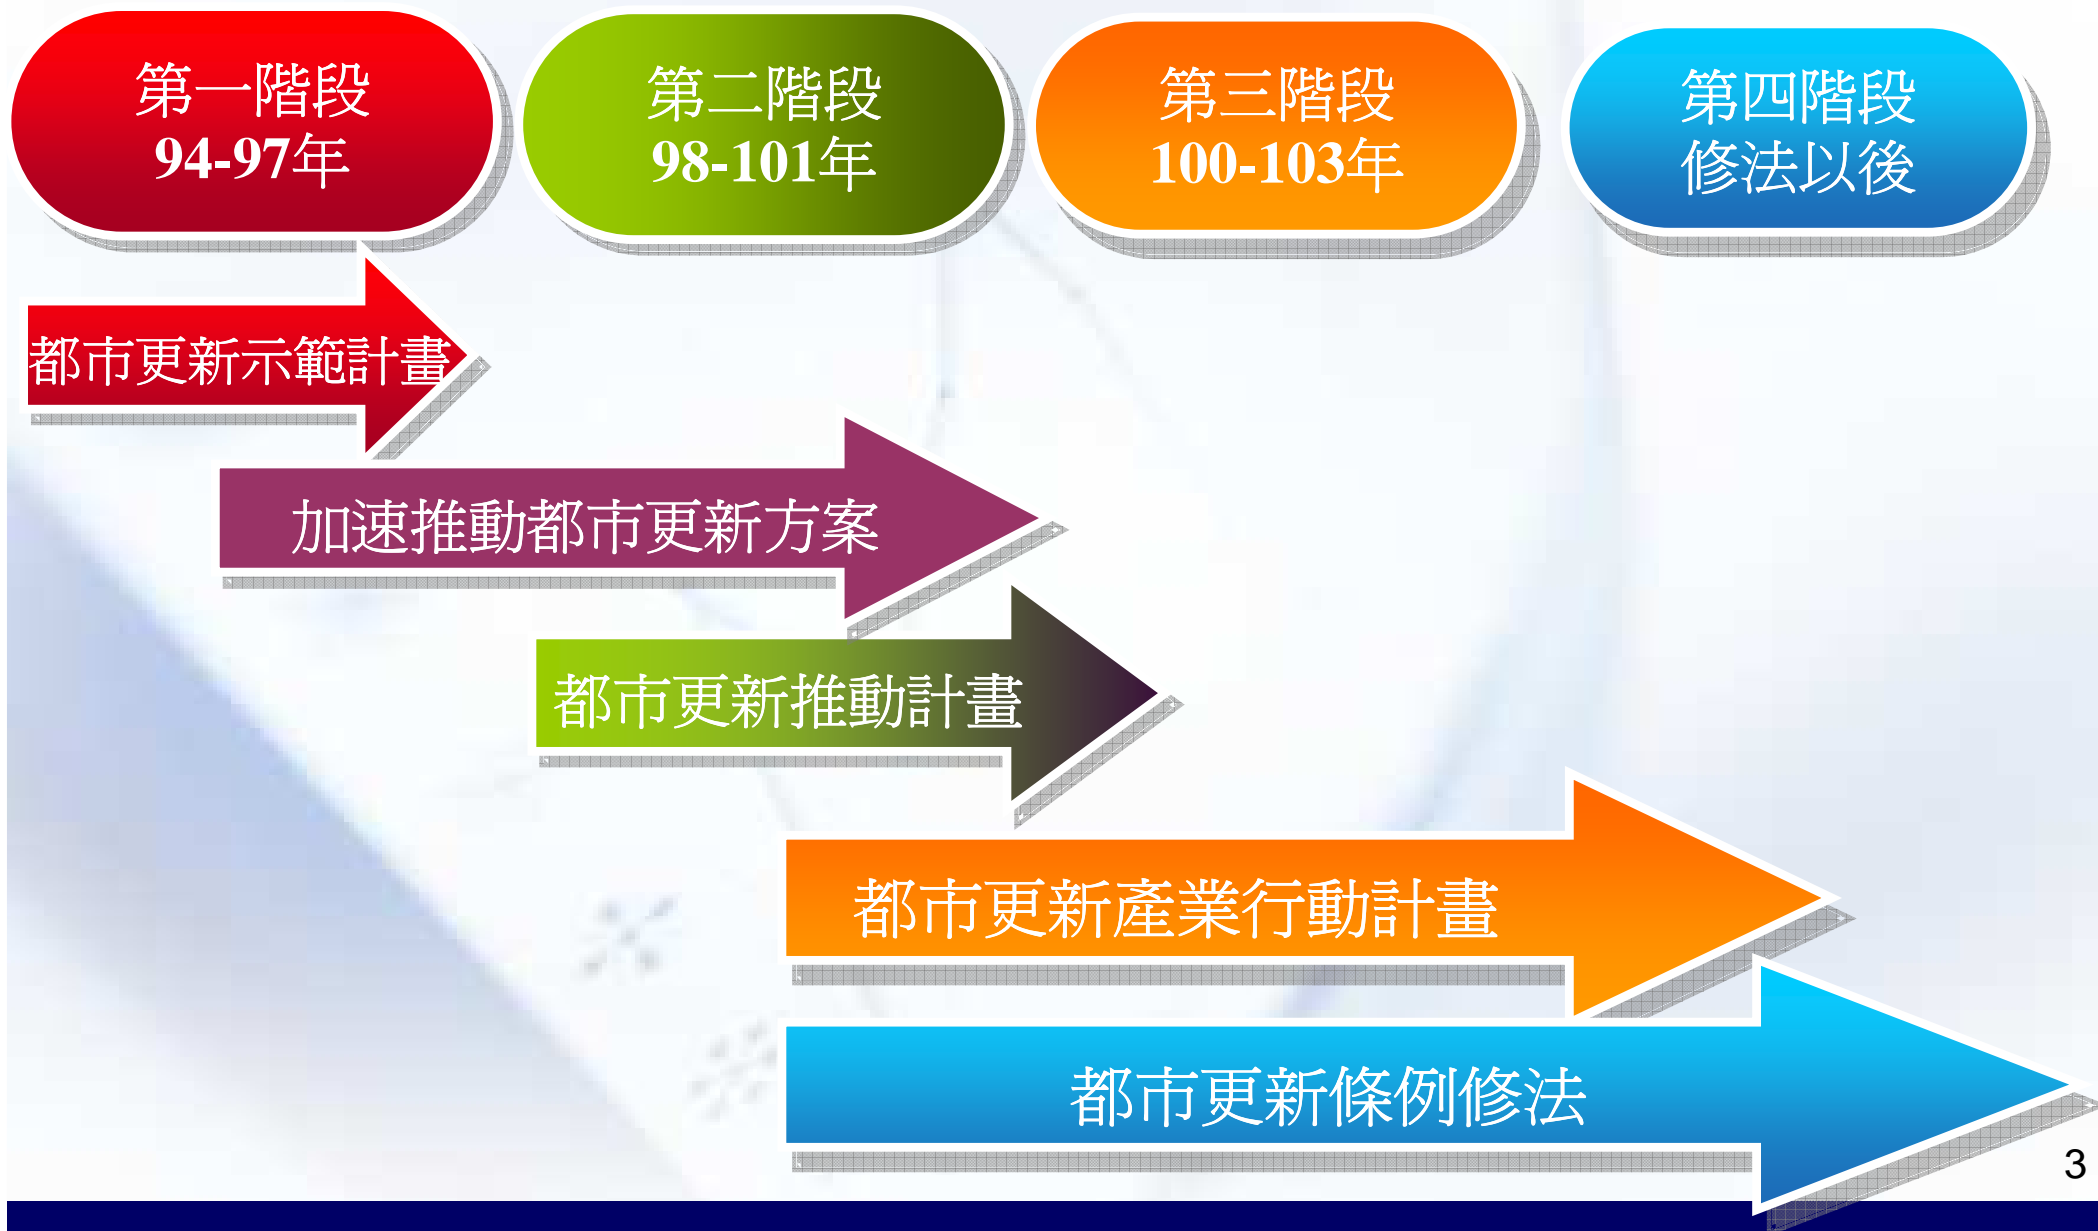 第一階段
94-97年
第二階段
98-101年
第三階段
100-103年
第四階段
修法以後
都市更新示範計畫
加速推動都市更新方案
都市更新推動計畫
都市更新產業行動計畫
都市更新條例修法
3